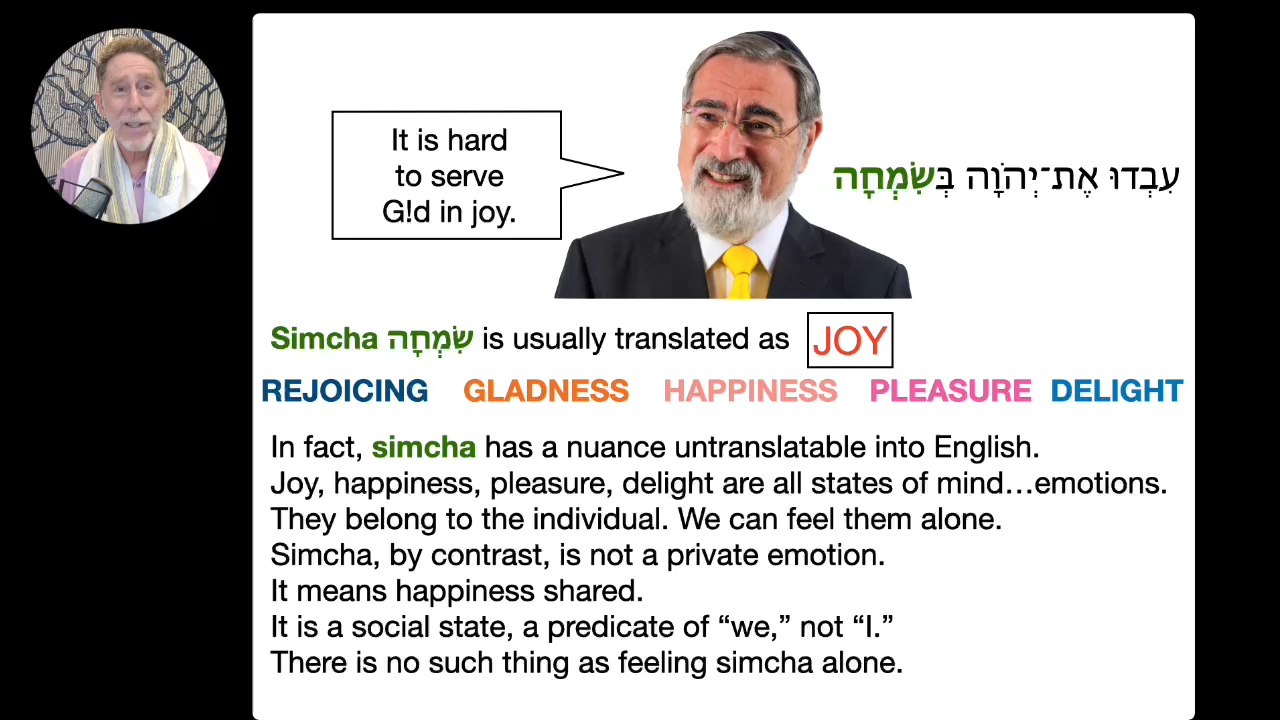 It is hard
to serve
G!d in joy.
עִבְדוּ אֶת־יְהֹוָה בְּשִׂמְחָה
Simcha שִׂמְחָה is usually translated as JOY
REJOICING GLADNESS HAPPINESS PLEASURE DELIGHT
In fact, simcha has a nuance untranslatable into English.
Joy, happiness, pleasure, delight are all states of mind…emotions.
They belong to the individual. We can feel them alone.
Simcha, by contrast, is not a private emotion.
It means happiness shared.
It is a social state, a predicate of “we,” not “I.”
There is no such thing as feeling simcha alone.